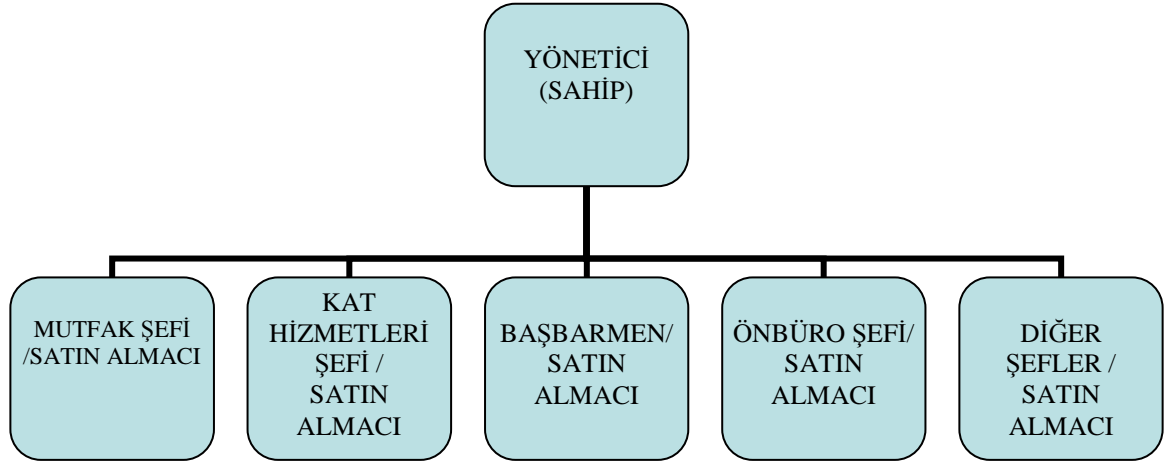 YÖNETİCİ
(SAHİP)
MUTFAK ŞEFİ
/SATIN ALMACI
KAT
HİZMETLERİ
ŞEFİ /
SATIN
ALMACI
BAŞBARMEN/
SATIN
ALMACI
ÖNBÜRO ŞEFİ/
SATIN
ALMACI
DİĞER
ŞEFLER /
SATIN
ALMACI